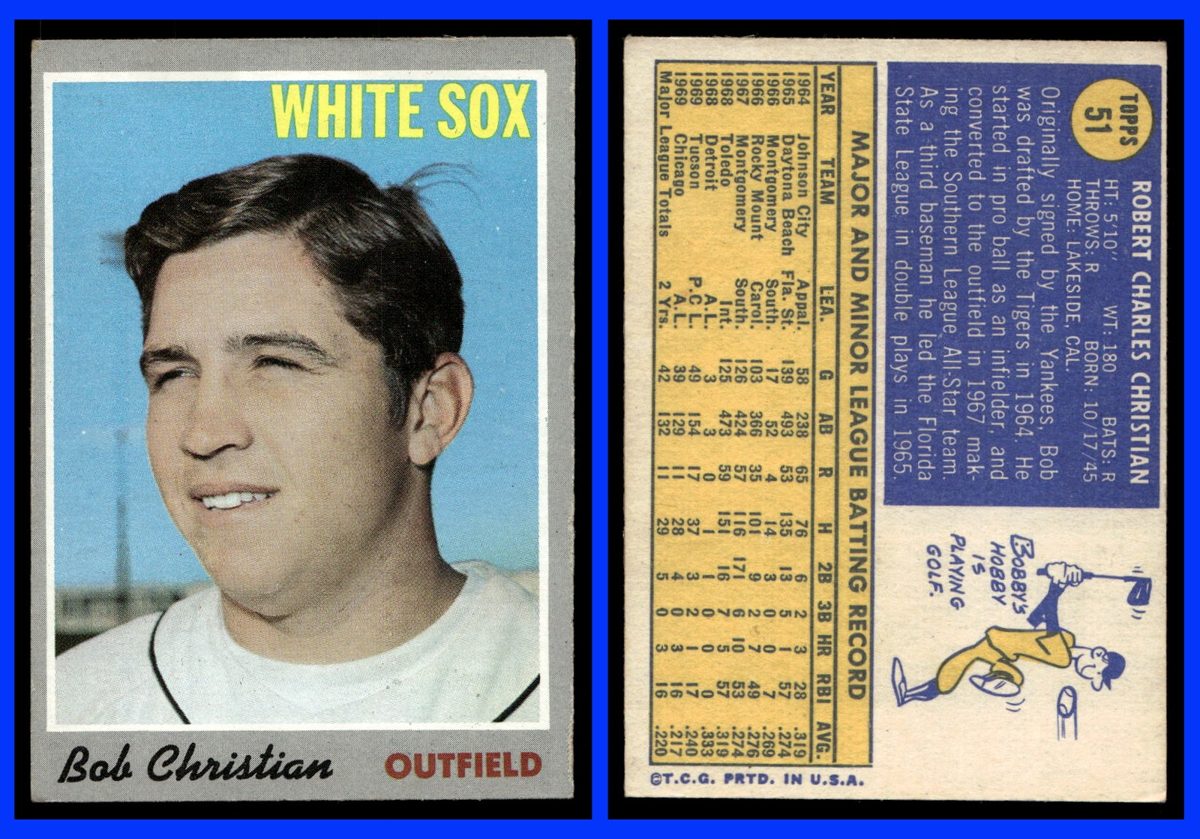 WHITE SOX
Bob Christian
OUTFIELD
TOPPS
51
ROBERT CHARLES CHRISTIAN
HT: 5'10" WT: 180 BATS: R
THROWS: R BORN: 10/17/45
HOME: LAKESIDE, CAL.
Originally signed by the Yankees, Bob
was drafted by the Tigers in 1964. He
started in pro ball as an infielder, and
converted to the outfield in 1967 mak-
ing the Southern League All-Star team.
As a third baseman he led the Florida
State League in double plays in 1965.
BOBBY'S
HOBBY
IS
PLAYING
GOLF.
MAJOR AND MINOR LEAGUE BATTING RECORD
YEAR TEAM LEA. G AB R H 2B 3B HR RBI AVG.
1964 Johnson City Appal. 58 238 65 76 6 2 3 28 .319
1965 Daytona Beach Fla. St. 139 493 53 135 13 5 57 .274
1966 Montgomery South. 17 52 4 14 3 0 7 .269
1966 Rocky Mount Carol. 103 366 35 101 9 2 7 49 .276
1967 Montgomery South. 126 424 57 116 17 6 10 53 .274
1968 Toledo Int. 125 473 59 151 16 7 5 57 .319
1968 Detroit A.L. 3 3 0 1 1 0 0 0 .333
1969 Tucson P.C.L. 49 154 17 37 3 2 1 17 .240
1969 Chicago A.L. 39 129 11 28 4 0 3 16 .217
Major League Totals 2 Yrs. 42 132 11 29 5 0 3 16 .220
©T.C.G. PRTD. IN U.S.A.